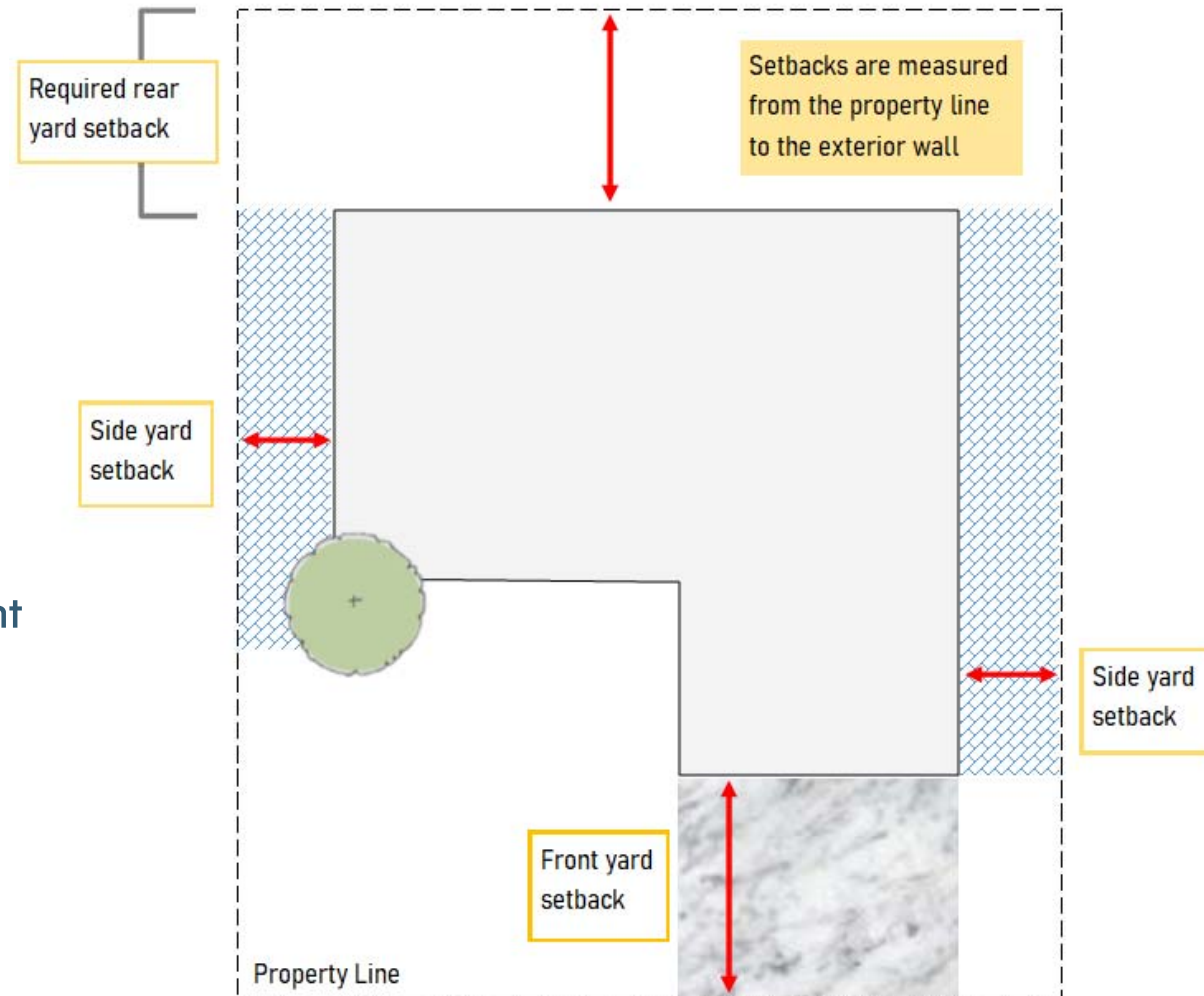 Required rear
yard setback
Setbacks are measured
from the property line
to the exterior wall
Side yard
setback
nt
Side yard
setback
Front yard
setback
Property Line